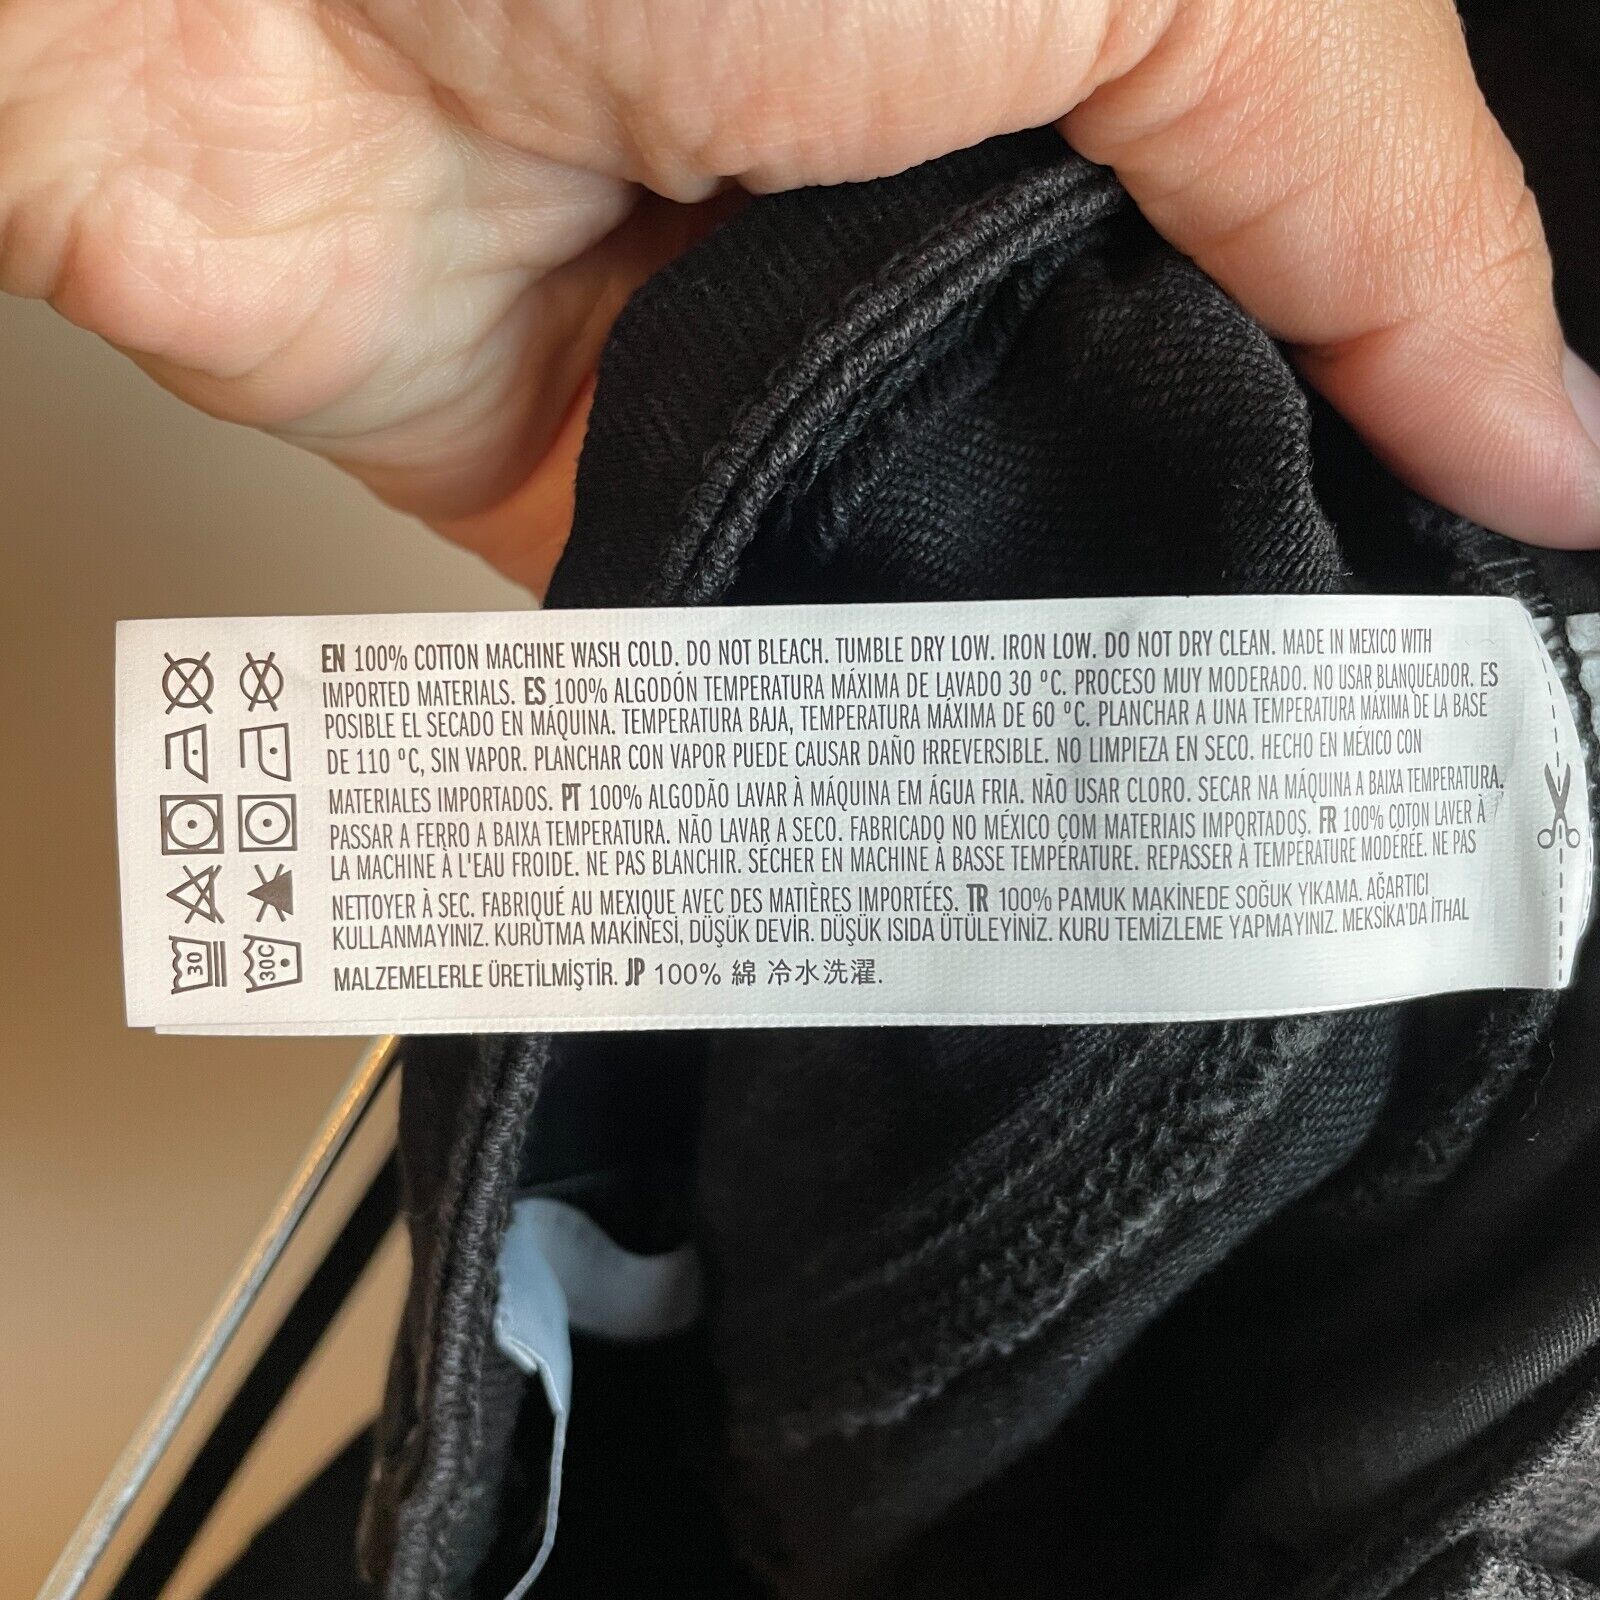 EN 100% COTTON MACHINE WASH COLD. DO NOT BLEACH. TUMBLE DRY LOW. IRON LOW. DO NOT DRY CLEAN. MADE IN MEXICO WITH
IMPORTED MATERIALS. ES 100% ALGODÓN TEMPERATURA MÁXIMA DE LAVADO 30 ºC. PROCESO MUY MODERADO. NO USAR BLANQUEADOR. ES
POSIBLE EL SECADO EN MÁQUINA. TEMPERATURA BAJA, TEMPERATURA MÁXIMA DE 60 ºC. PLANCHAR A UNA TEMPERATURA MÁXIMA DE LA BASE
DE 110 ºC, SIN VAPOR. PLANCHAR CON VAPOR PUEDE CAUSAR DAÑO IRREVERSIBLE. NO LIMPIEZA EN SECO. HECHO EN MÉXICO CON
MATERIALES IMPORTADOS. PT 100% ALGODÃO LAVAR À MÁQUINA EM ÁGUA FRIA. NÃO USAR CLORO. SECAR NA MÁQUINA A BAIXA TEMPERATURA.
PASSAR A FERRO A BAIXA TEMPERATURA. NÃO LAVAR A SECO. FABRICADO NO MÉXICO COM MATERIAIS IMPORTADOS. FR 100% COTON LAVER À
LA MACHINE À L'EAU FROIDE. NE PAS BLANCHIR. SÉCHER EN MACHINE À BASSE TEMPÉRATURE. REPASSER À TEMPÉRATURE MODÉRÉE. NE PAS
NETTOYER À SEC. FABRIQUÉ AU MEXIQUE AVEC DES MATIÈRES IMPORTÉES. TR 100% PAMUK MAKİNEDE SOĞUK YIKAMA. AĞARTICI
KULLANMAYINIZ. KURUTMA MAKİNESİ, DÜŞÜK DEVİR. DÜŞÜK ISIDA ÜTÜLEYİNİZ. KURU TEMİZLEME YAPMAYINIZ. MEKSİKA'DA İTHAL
MALZEMELERLE ÜRETİLMİŞTİR. JP 100% 綿 冷水洗濯.
30
30C